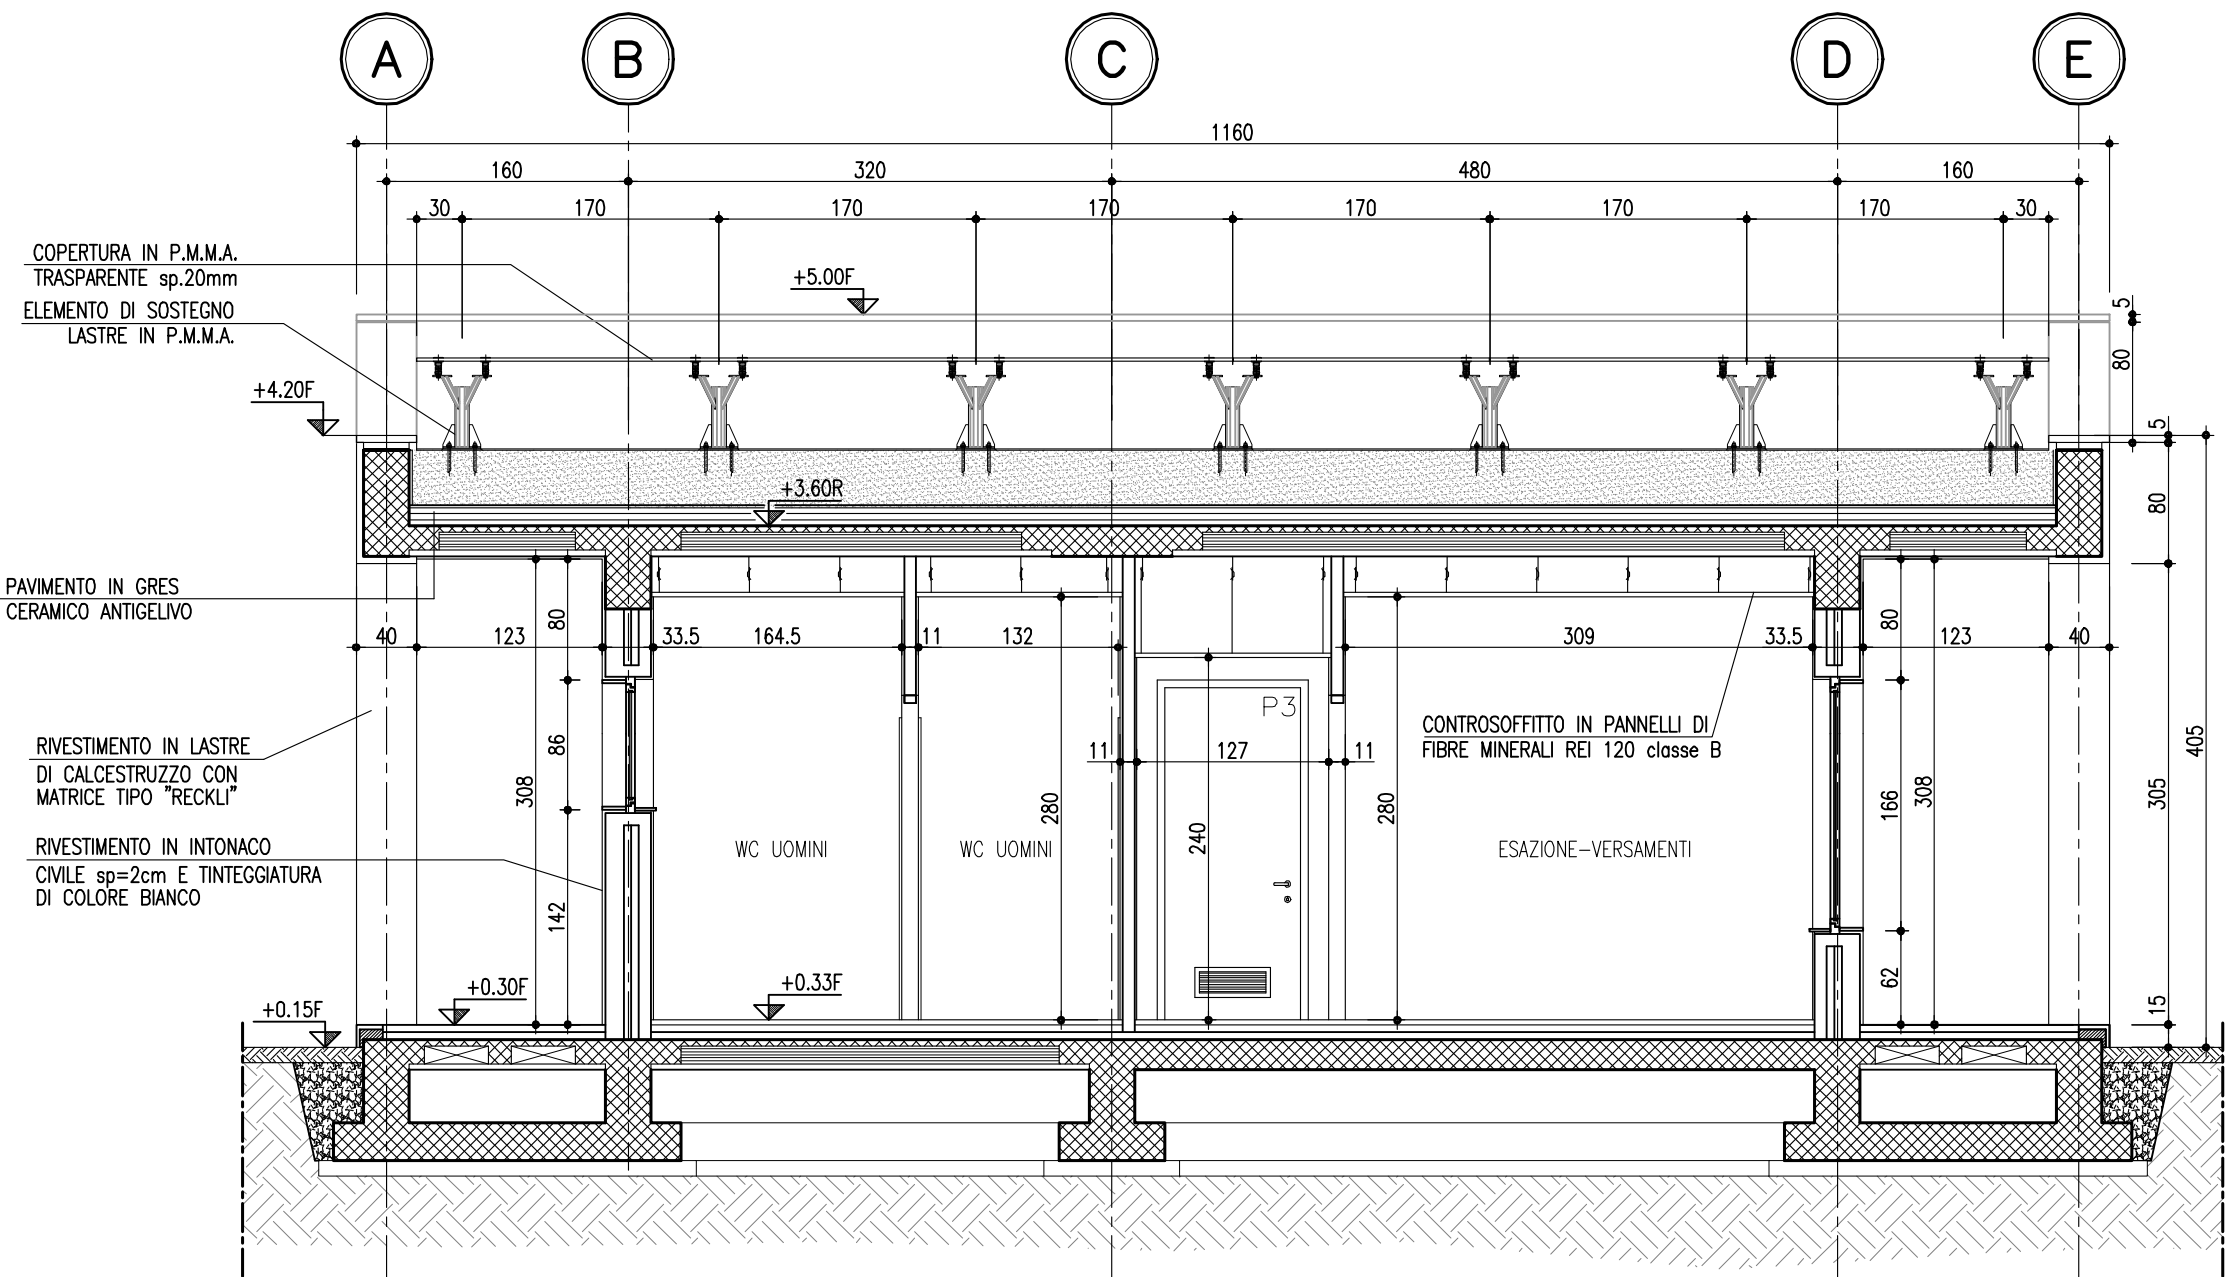 A B C D E
1160
160 320 480 160
30 170 170 170 170 170 170 30
COPERTURA IN P.M.M.A.
TRASPARENTE sp.20mm
+5.00F
ELEMENTO DI SOSTEGNO
LASTRE IN P.M.M.A.
5
80
+4.20F
5
+3.60R
80
PAVIMENTO IN GRES
CERAMICO ANTIGELIVO
80 80
40 123 33.5 164.5 11 132 309 33.5 123 40
P3
RIVESTIMENTO IN LASTRE
DI CALCESTRUZZO CON
MATRICE TIPO "RECKLI"
CONTROSOFFITTO IN PANNELLI DI
FIBRE MINERALI REI 120 classe B
11 127 11
86
405
308 280 240 280 166 308 305
RIVESTIMENTO IN INTONACO
CIVILE sp=2cm E TINTEGGIATURA
DI COLORE BIANCO
WC UOMINI WC UOMINI ESAZIONE-VERSAMENTI
142
62
+0.30F +0.33F
+0.15F
15